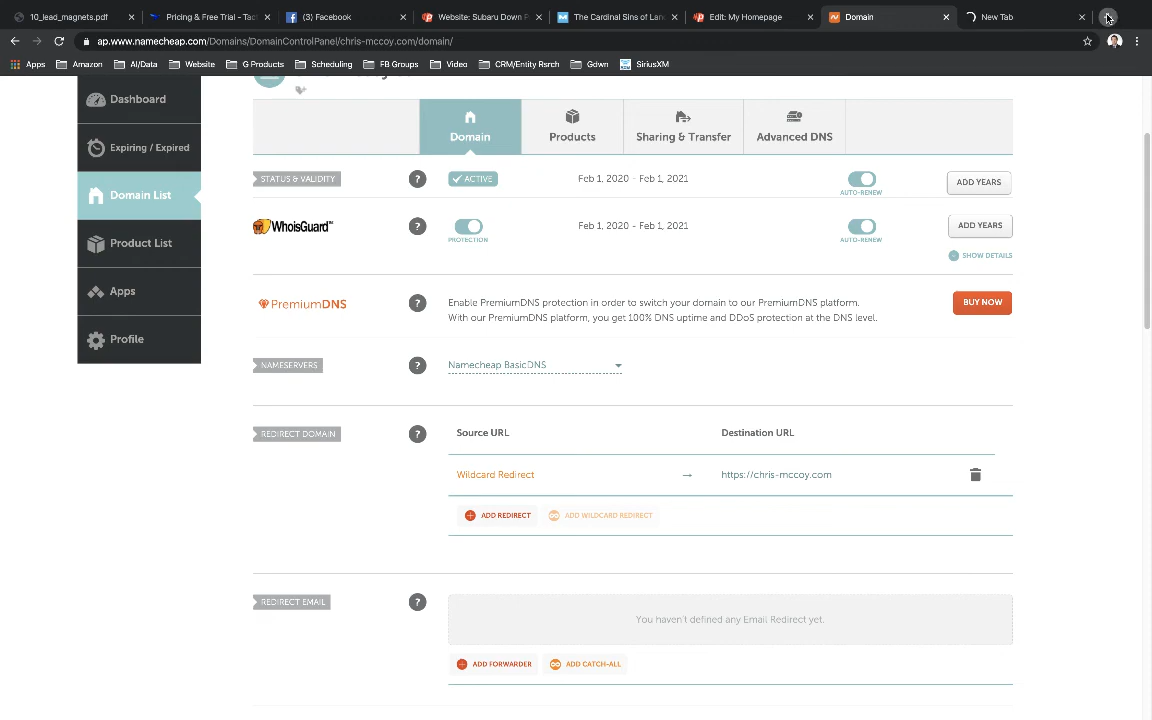 10_lead_magnets.pdf
Pricing & Free Trial - Tac
(3) Facebook
Website: Subaru Down P
The Cardinal Sins of Lan
Edit: My Homepage
Domain
New Tab
ap.www.namecheap.com/Domains/DomainControlPanel/chris-mccoy.com/domain/
Apps
Amazon
AI/Data
Website
G Products
Scheduling
FB Groups
Video
CRM/Entity Rsrch
Gdwn
SiriusXM
Dashboard
Expiring / Expired
Domain List
Product List
Apps
Profile
Domain
Products
Sharing & Transfer
Advanced DNS
STATUS & VALIDITY
?
ACTIVE
Feb 1, 2020 - Feb 1, 2021
AUTO-RENEW
ADD YEARS
WhoisGuard™
?
PROTECTION
Feb 1, 2020 - Feb 1, 2021
AUTO-RENEW
ADD YEARS
SHOW DETAILS
PremiumDNS
?
Enable PremiumDNS protection in order to switch your domain to our PremiumDNS platform.
With our PremiumDNS platform, you get 100% DNS uptime and DDoS protection at the DNS level.
BUY NOW
NAMESERVERS
?
Namecheap BasicDNS
REDIRECT DOMAIN
?
Source URL
Destination URL
Wildcard Redirect
→
https://chris-mccoy.com
ADD REDIRECT
ADD WILDCARD REDIRECT
REDIRECT EMAIL
?
You haven't defined any Email Redirect yet.
ADD FORWARDER
ADD CATCH-ALL